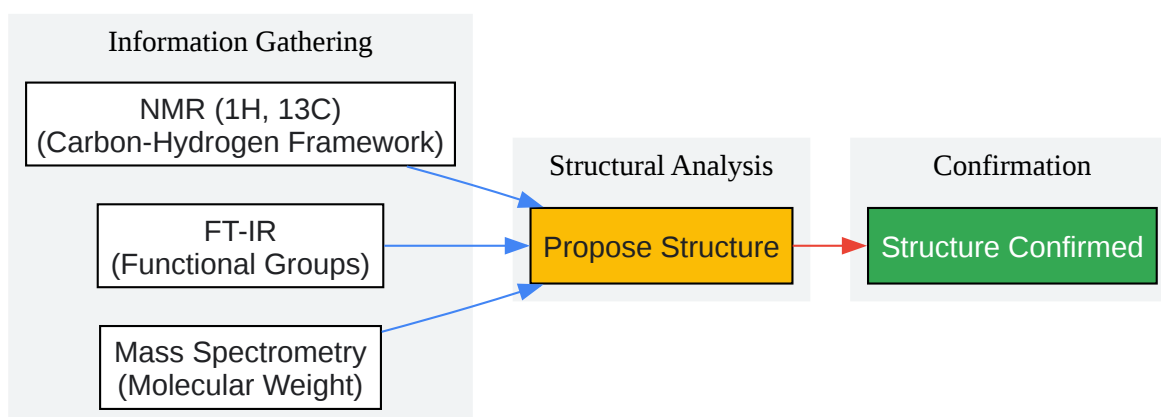 Information Gathering
NMR (1H, 13C)
(Carbon-Hydrogen Framework)
FT-IR
(Functional Groups)
Mass Spectrometry
(Molecular Weight)
Structural Analysis
Propose Structure
Confirmation
Structure Confirmed